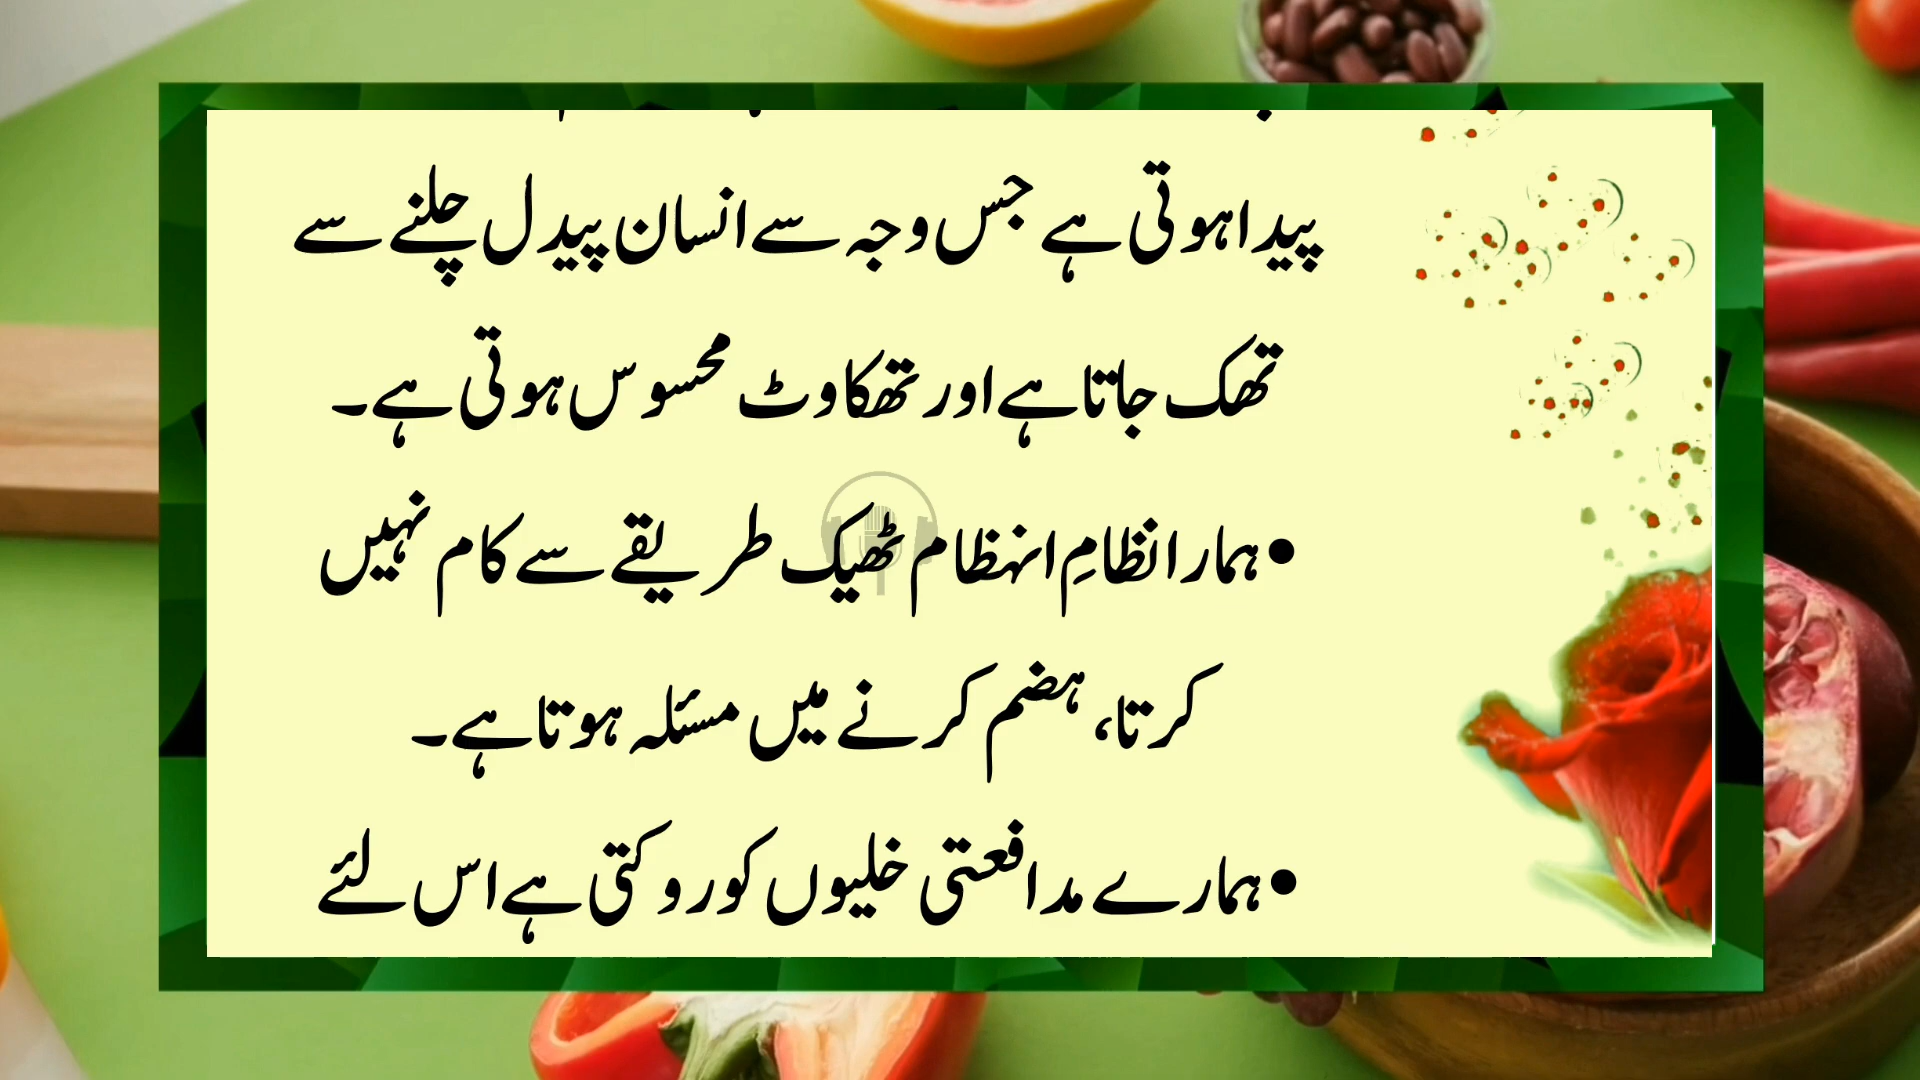 پیدا ہوتی ہے جس وجہ سے انسان پیدل چلنے سے
تھک جاتا ہے اور تھکاوٹ محسوس ہوتی ہے۔
•ہمارا نظامِ انہظام ٹھیک طریقے سے کام نہیں
کرتا، ہضم کرنے میں مسئلہ ہوتا ہے۔
•ہمارے مدافعتی خلیوں کو روکتی ہے اس لئے